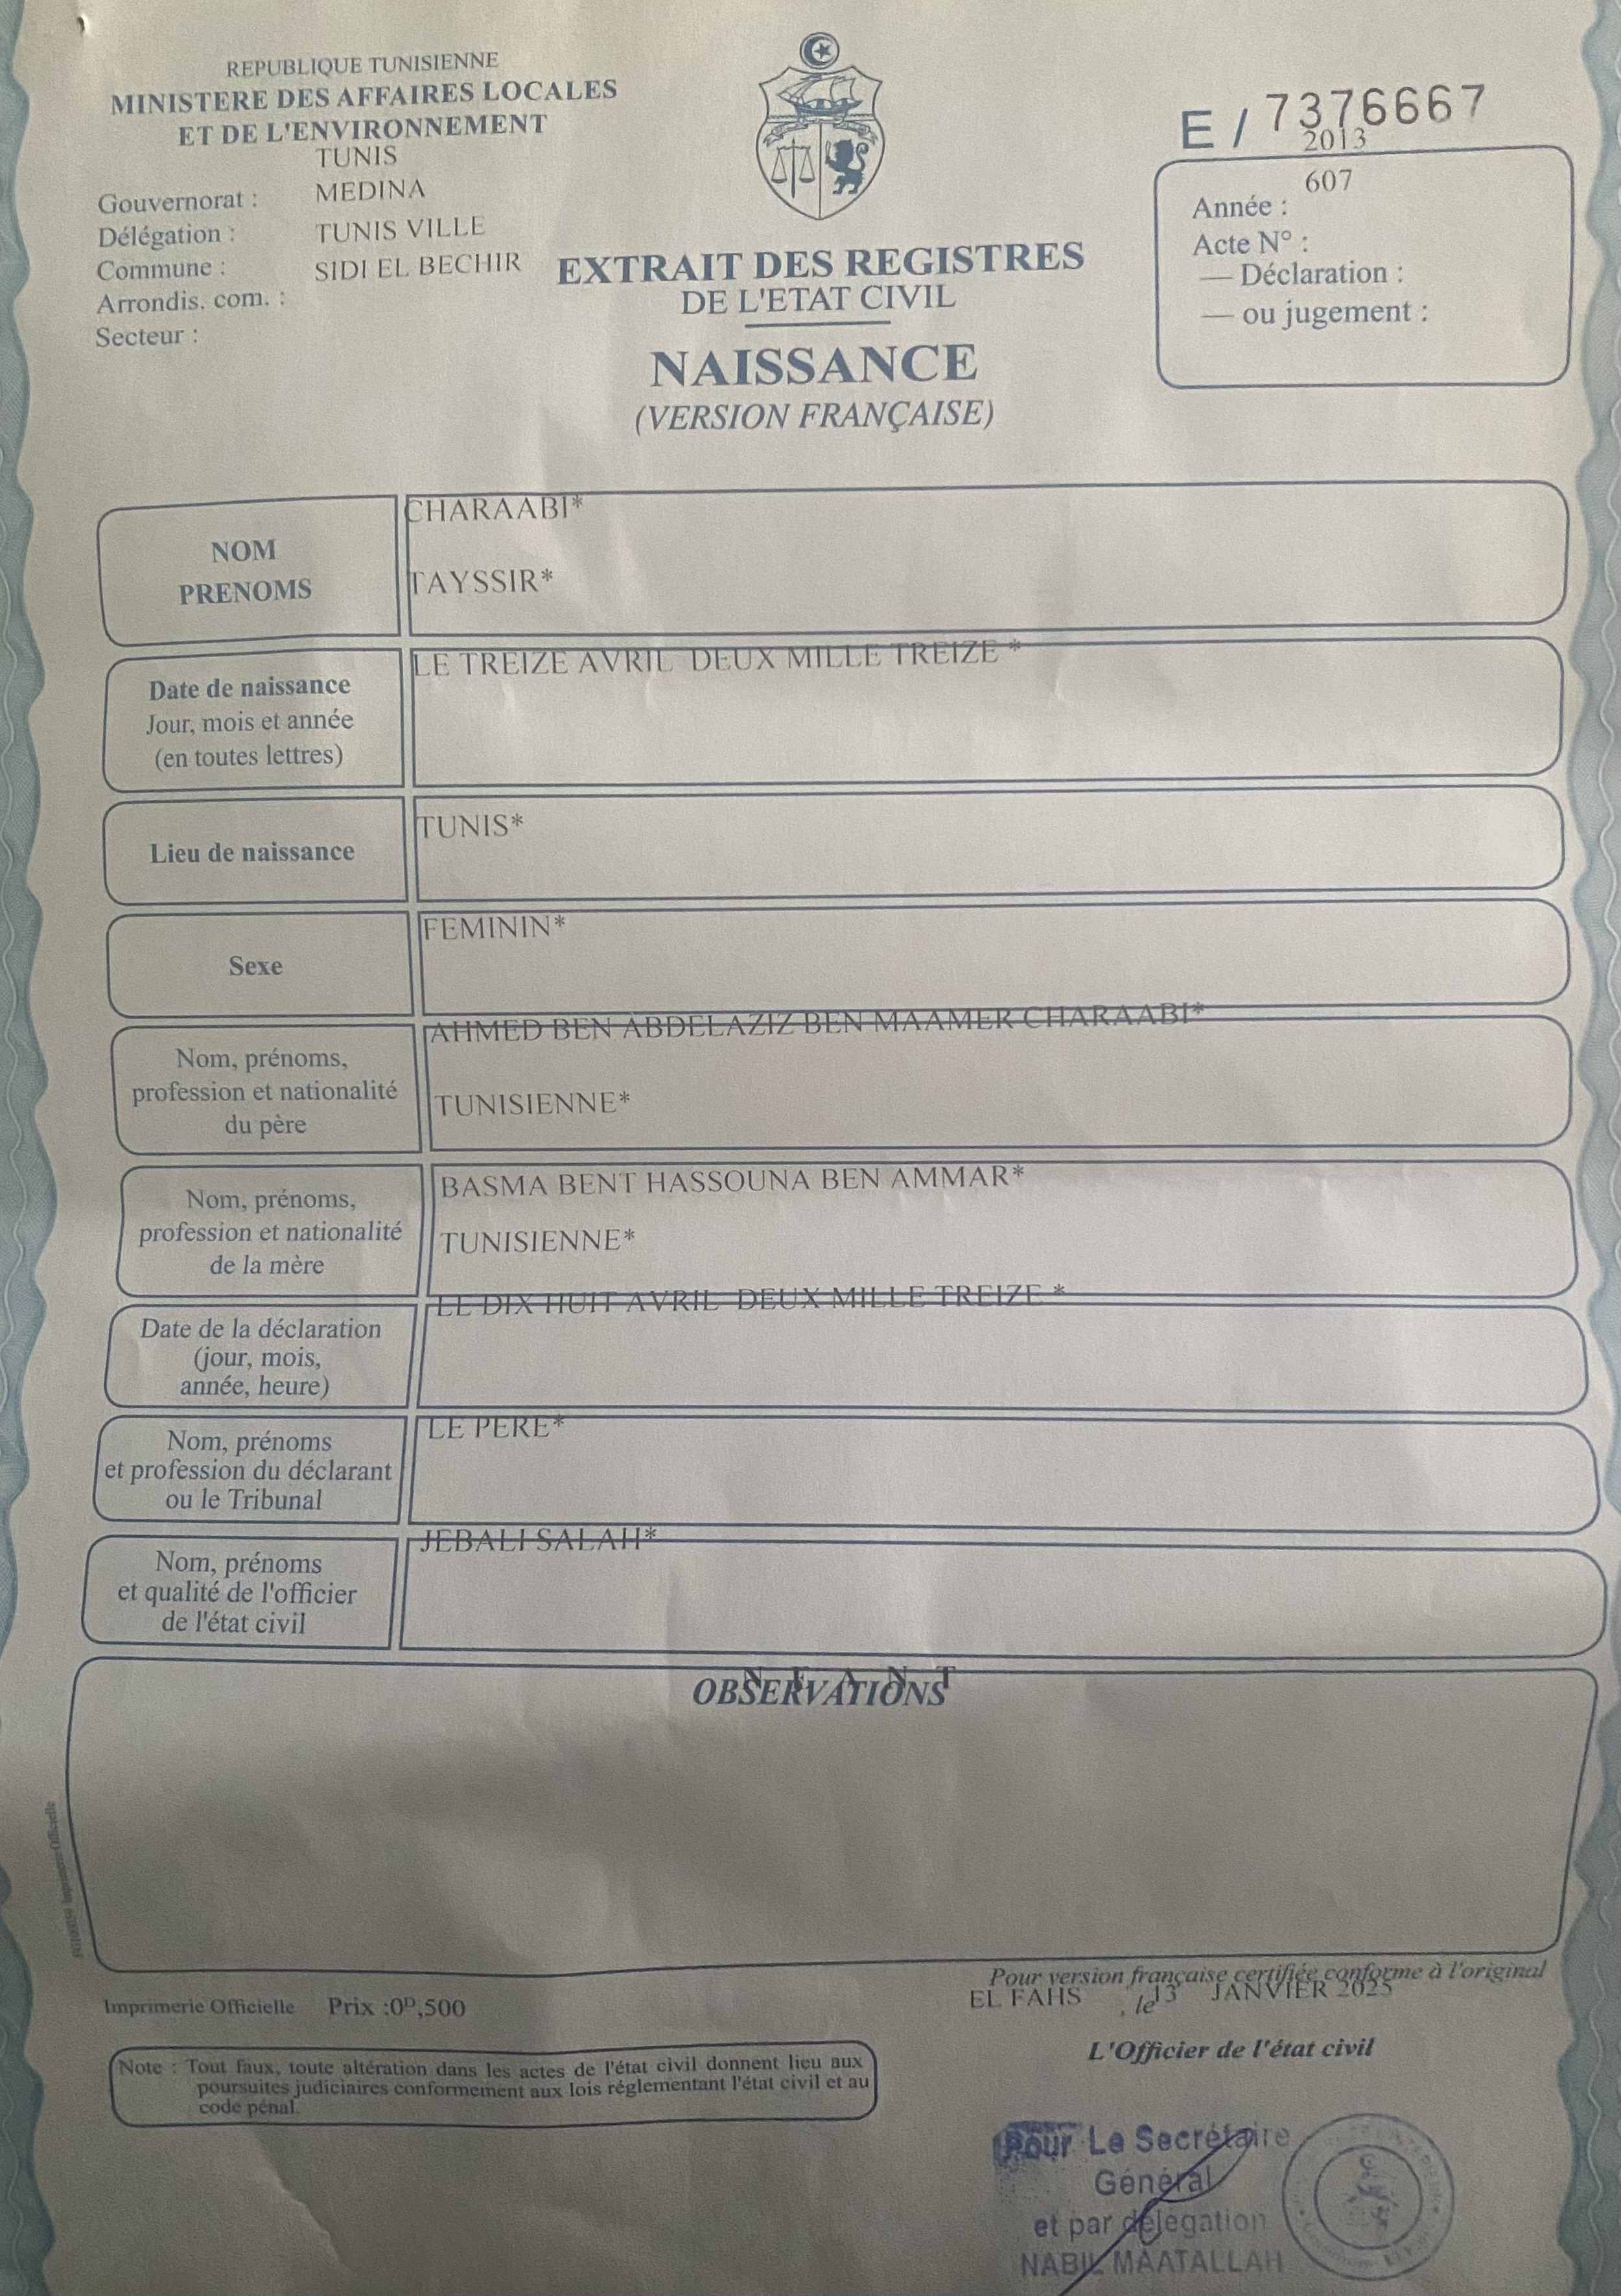 REPUBLIQUE TUNISIENNE
MINISTERE DES AFFAIRES LOCALES
ET DE L'ENVIRONNEMENT
TUNIS
Gouvernorat : MEDINA
Délégation : TUNIS VILLE
Commune : SIDI EL BECHIR
Arrondis. com. :
Secteur :
EXTRAIT DES REGISTRES
DE L'ETAT CIVIL
NAISSANCE
(VERSION FRANÇAISE)
E / 7376667
2013
607
Année :
Acte N° :
— Déclaration :
— ou jugement :
NOM
PRENOMS
CHARAABI*
TAYSSIR*
Date de naissance
Jour, mois et année
(en toutes lettres)
LE TREIZE AVRIL DEUX MILLE TREIZE *
Lieu de naissance
TUNIS*
Sexe
FEMININ*
Nom, prénoms,
profession et nationalité
du père
AHMED BEN ABDELAZIZ BEN MAAMER CHARAABI*
TUNISIENNE*
Nom, prénoms,
profession et nationalité
de la mère
BASMA BENT HASSOUNA BEN AMMAR*
TUNISIENNE*
Date de la déclaration
(jour, mois,
année, heure)
LE DIX HUIT AVRIL DEUX MILLE TREIZE *
Nom, prénoms
et profession du déclarant
ou le Tribunal
LE PERE*
Nom, prénoms
et qualité de l'officier
de l'état civil
JEBALI SALAH*
N E A N T
OBSERVATIONS
Imprimerie Officielle
Pour version française certifiée conforme à l'original
EL FAHS , le 13 JANVIER 2025
Imprimerie Officielle Prix :0D,500
L'Officier de l'état civil
Note : Tout faux, toute altération dans les actes de l'état civil donnent lieu aux
poursuites judiciaires conformement aux lois réglementant l'état civil et au
code pénal.
Pour Le Secrétaire
Général
et par délégation
NABIL MAATALLAH